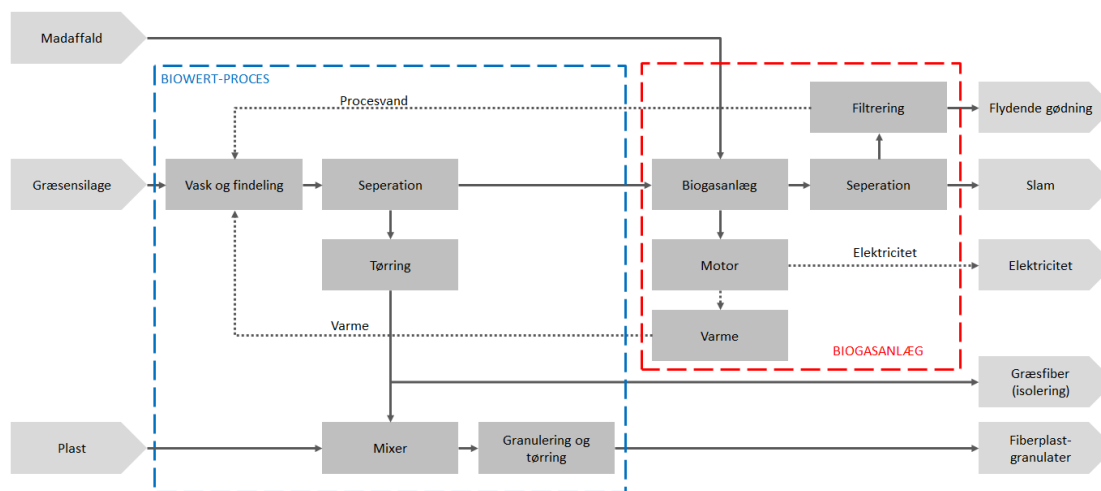 Madaffald
BIOWERT-PROCES
Procesvand
Filtrering
Flydende gødning
Græsensilage
Vask og findeling
Seperation
Biogasanlæg
Seperation
Slam
Tørring
Motor
Elektricitet
Elektricitet
Varme
Varme
BIOGASANLÆG
Græsfiber
(isolering)
Plast
Mixer
Granulering og
tørring
Fiberplast-
granulater